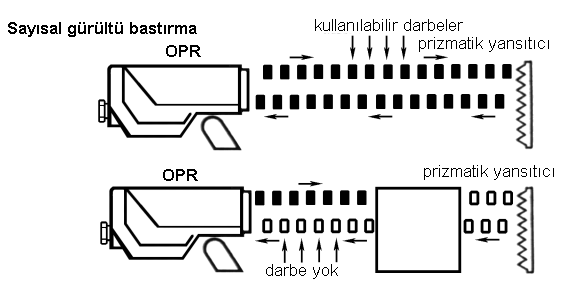 Sayısal gürültü bastırma
kullanılabilir darbeler
OPR
prizmatik yansıtıcı
OPR
prizmatik yansıtıcı
darbe yok